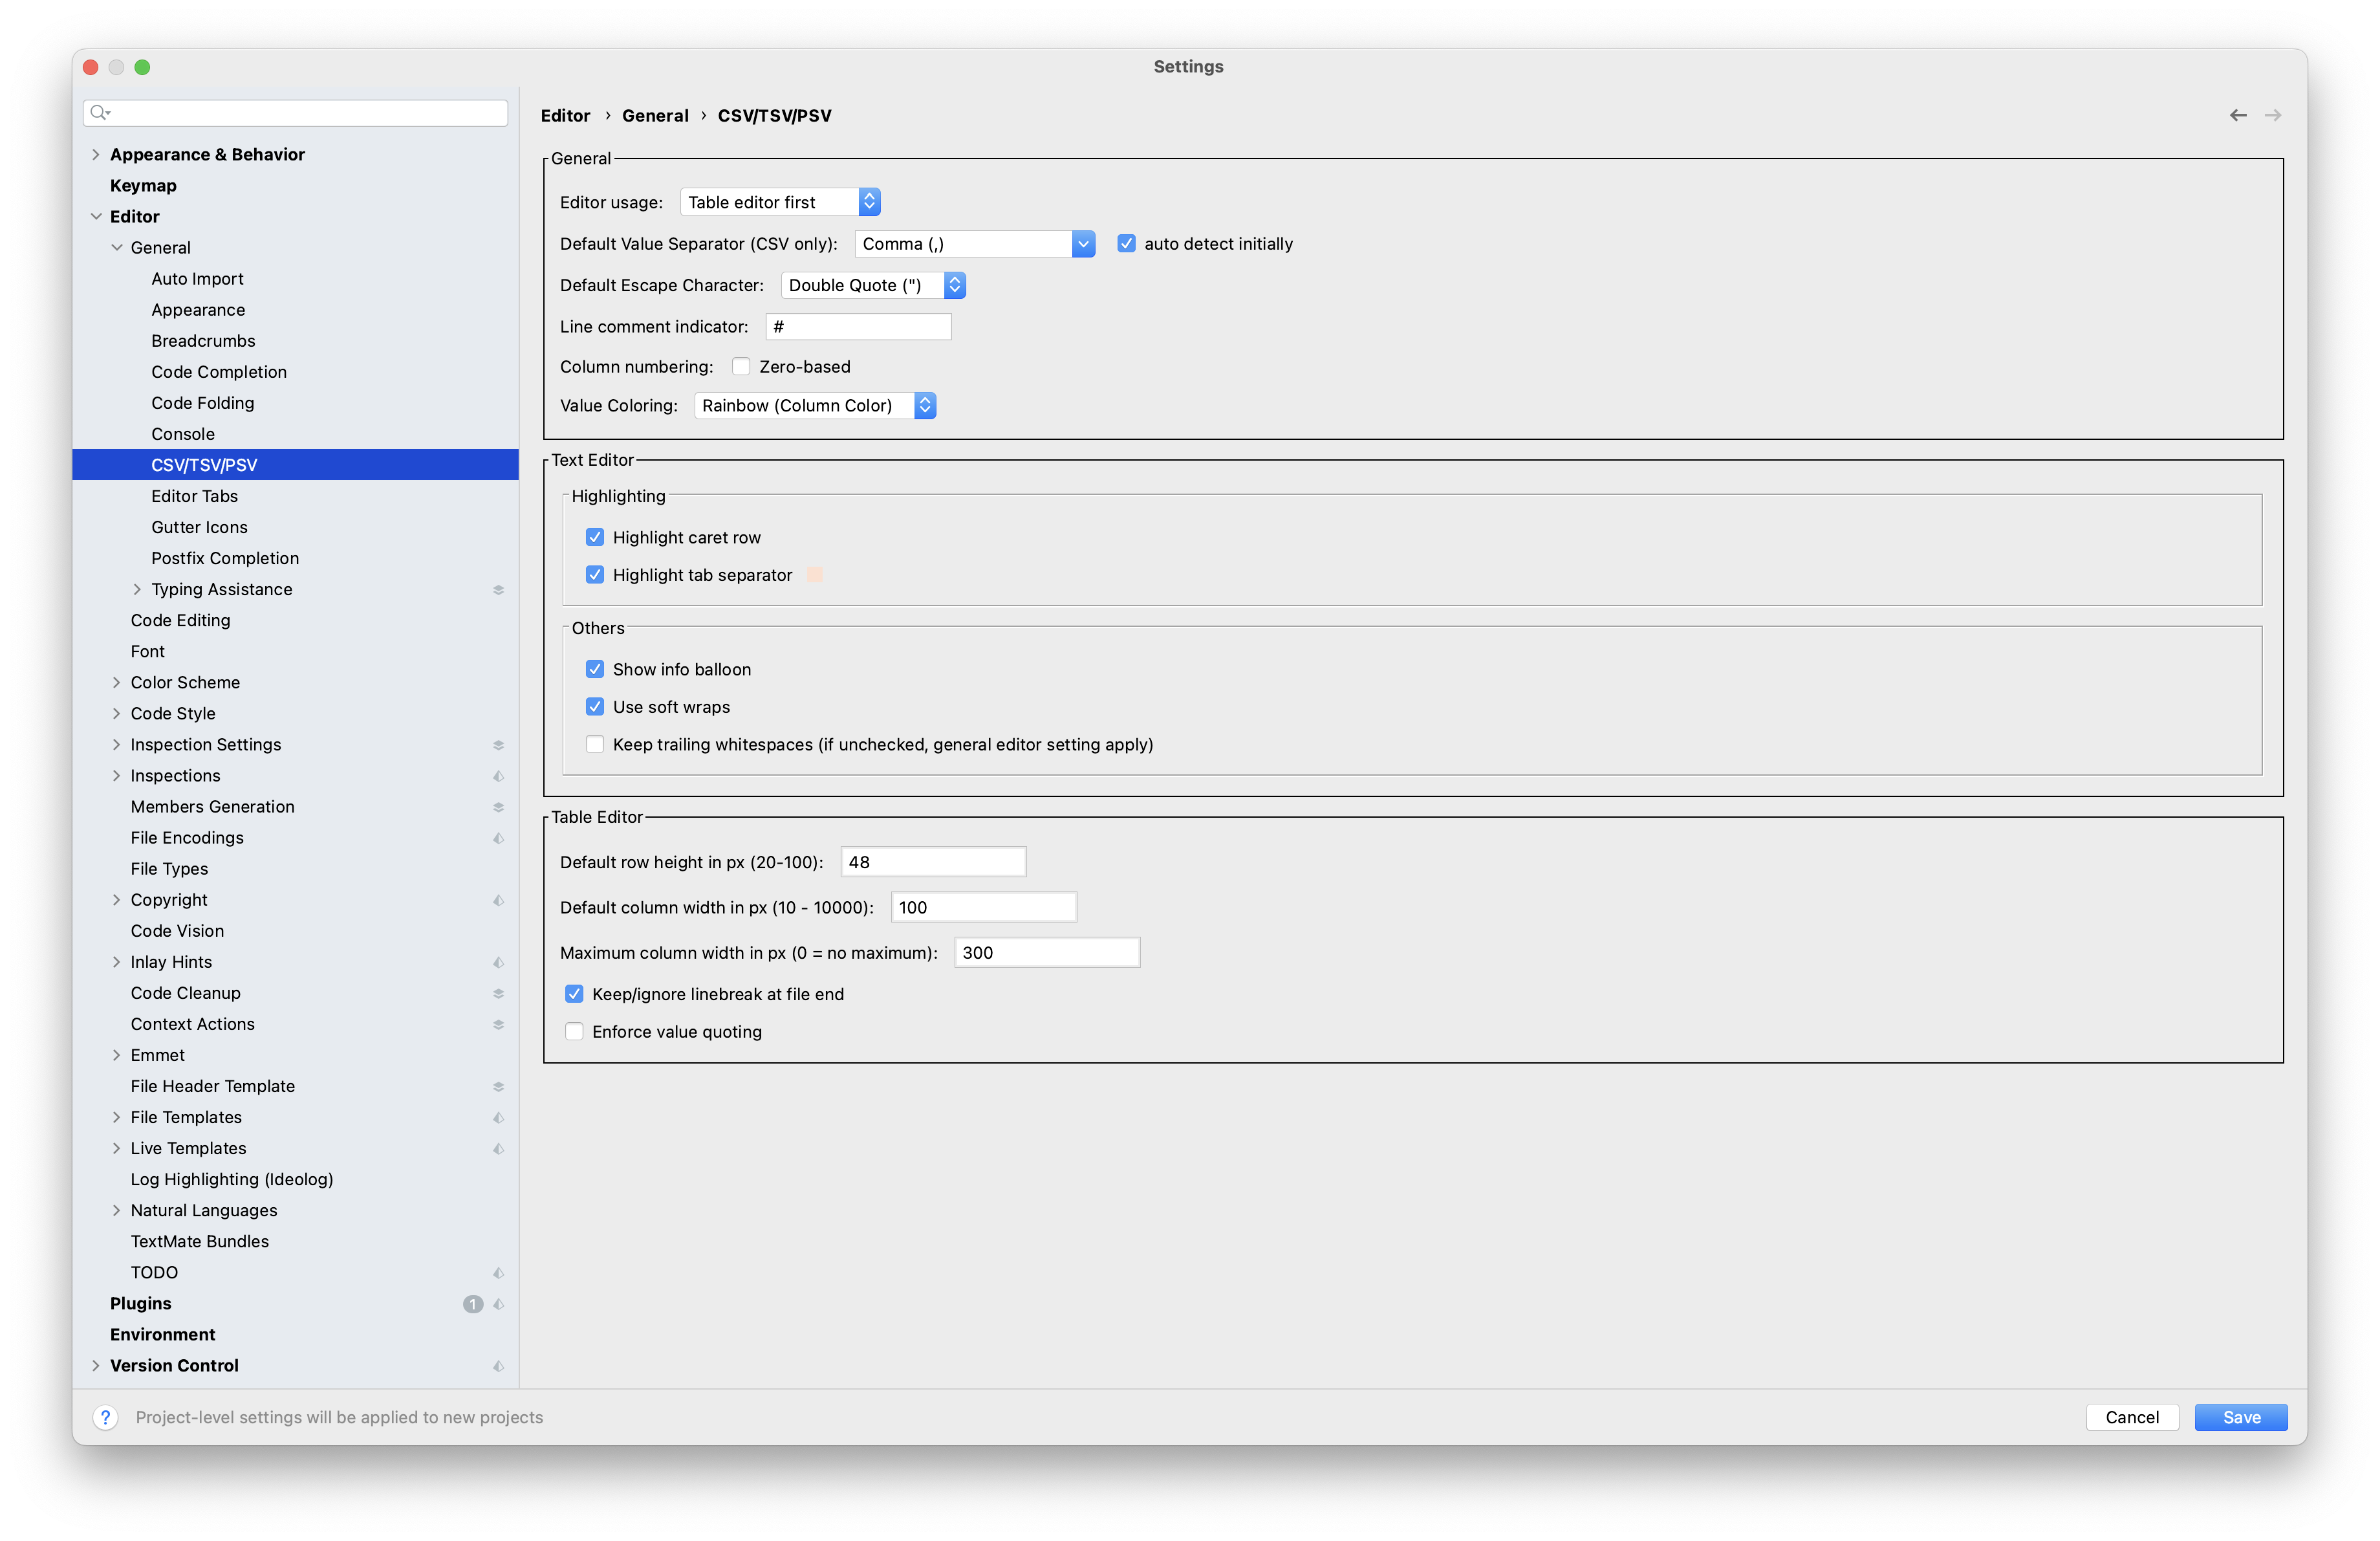 Settings
Appearance & Behavior
Keymap
Editor
General
Auto Import
Appearance
Breadcrumbs
Code Completion
Code Folding
Console
CSV/TSV/PSV
Editor Tabs
Gutter Icons
Postfix Completion
Typing Assistance
Code Editing
Font
Color Scheme
Code Style
Inspection Settings
Inspections
Members Generation
File Encodings
File Types
Copyright
Code Vision
Inlay Hints
Code Cleanup
Context Actions
Emmet
File Header Template
File Templates
Live Templates
Log Highlighting (Ideolog)
Natural Languages
TextMate Bundles
TODO
Plugins 1
Environment
Version Control
Editor › General › CSV/TSV/PSV
General
Editor usage: Table editor first
Default Value Separator (CSV only): Comma (,) auto detect initially
Default Escape Character: Double Quote (")
Line comment indicator: #
Column numbering: Zero-based
Value Coloring: Rainbow (Column Color)
Text Editor
Highlighting
Highlight caret row
Highlight tab separator
Others
Show info balloon
Use soft wraps
Keep trailing whitespaces (if unchecked, general editor setting apply)
Table Editor
Default row height in px (20-100): 48
Default column width in px (10 - 10000): 100
Maximum column width in px (0 = no maximum): 300
Keep/ignore linebreak at file end
Enforce value quoting
? Project-level settings will be applied to new projects
Cancel Save